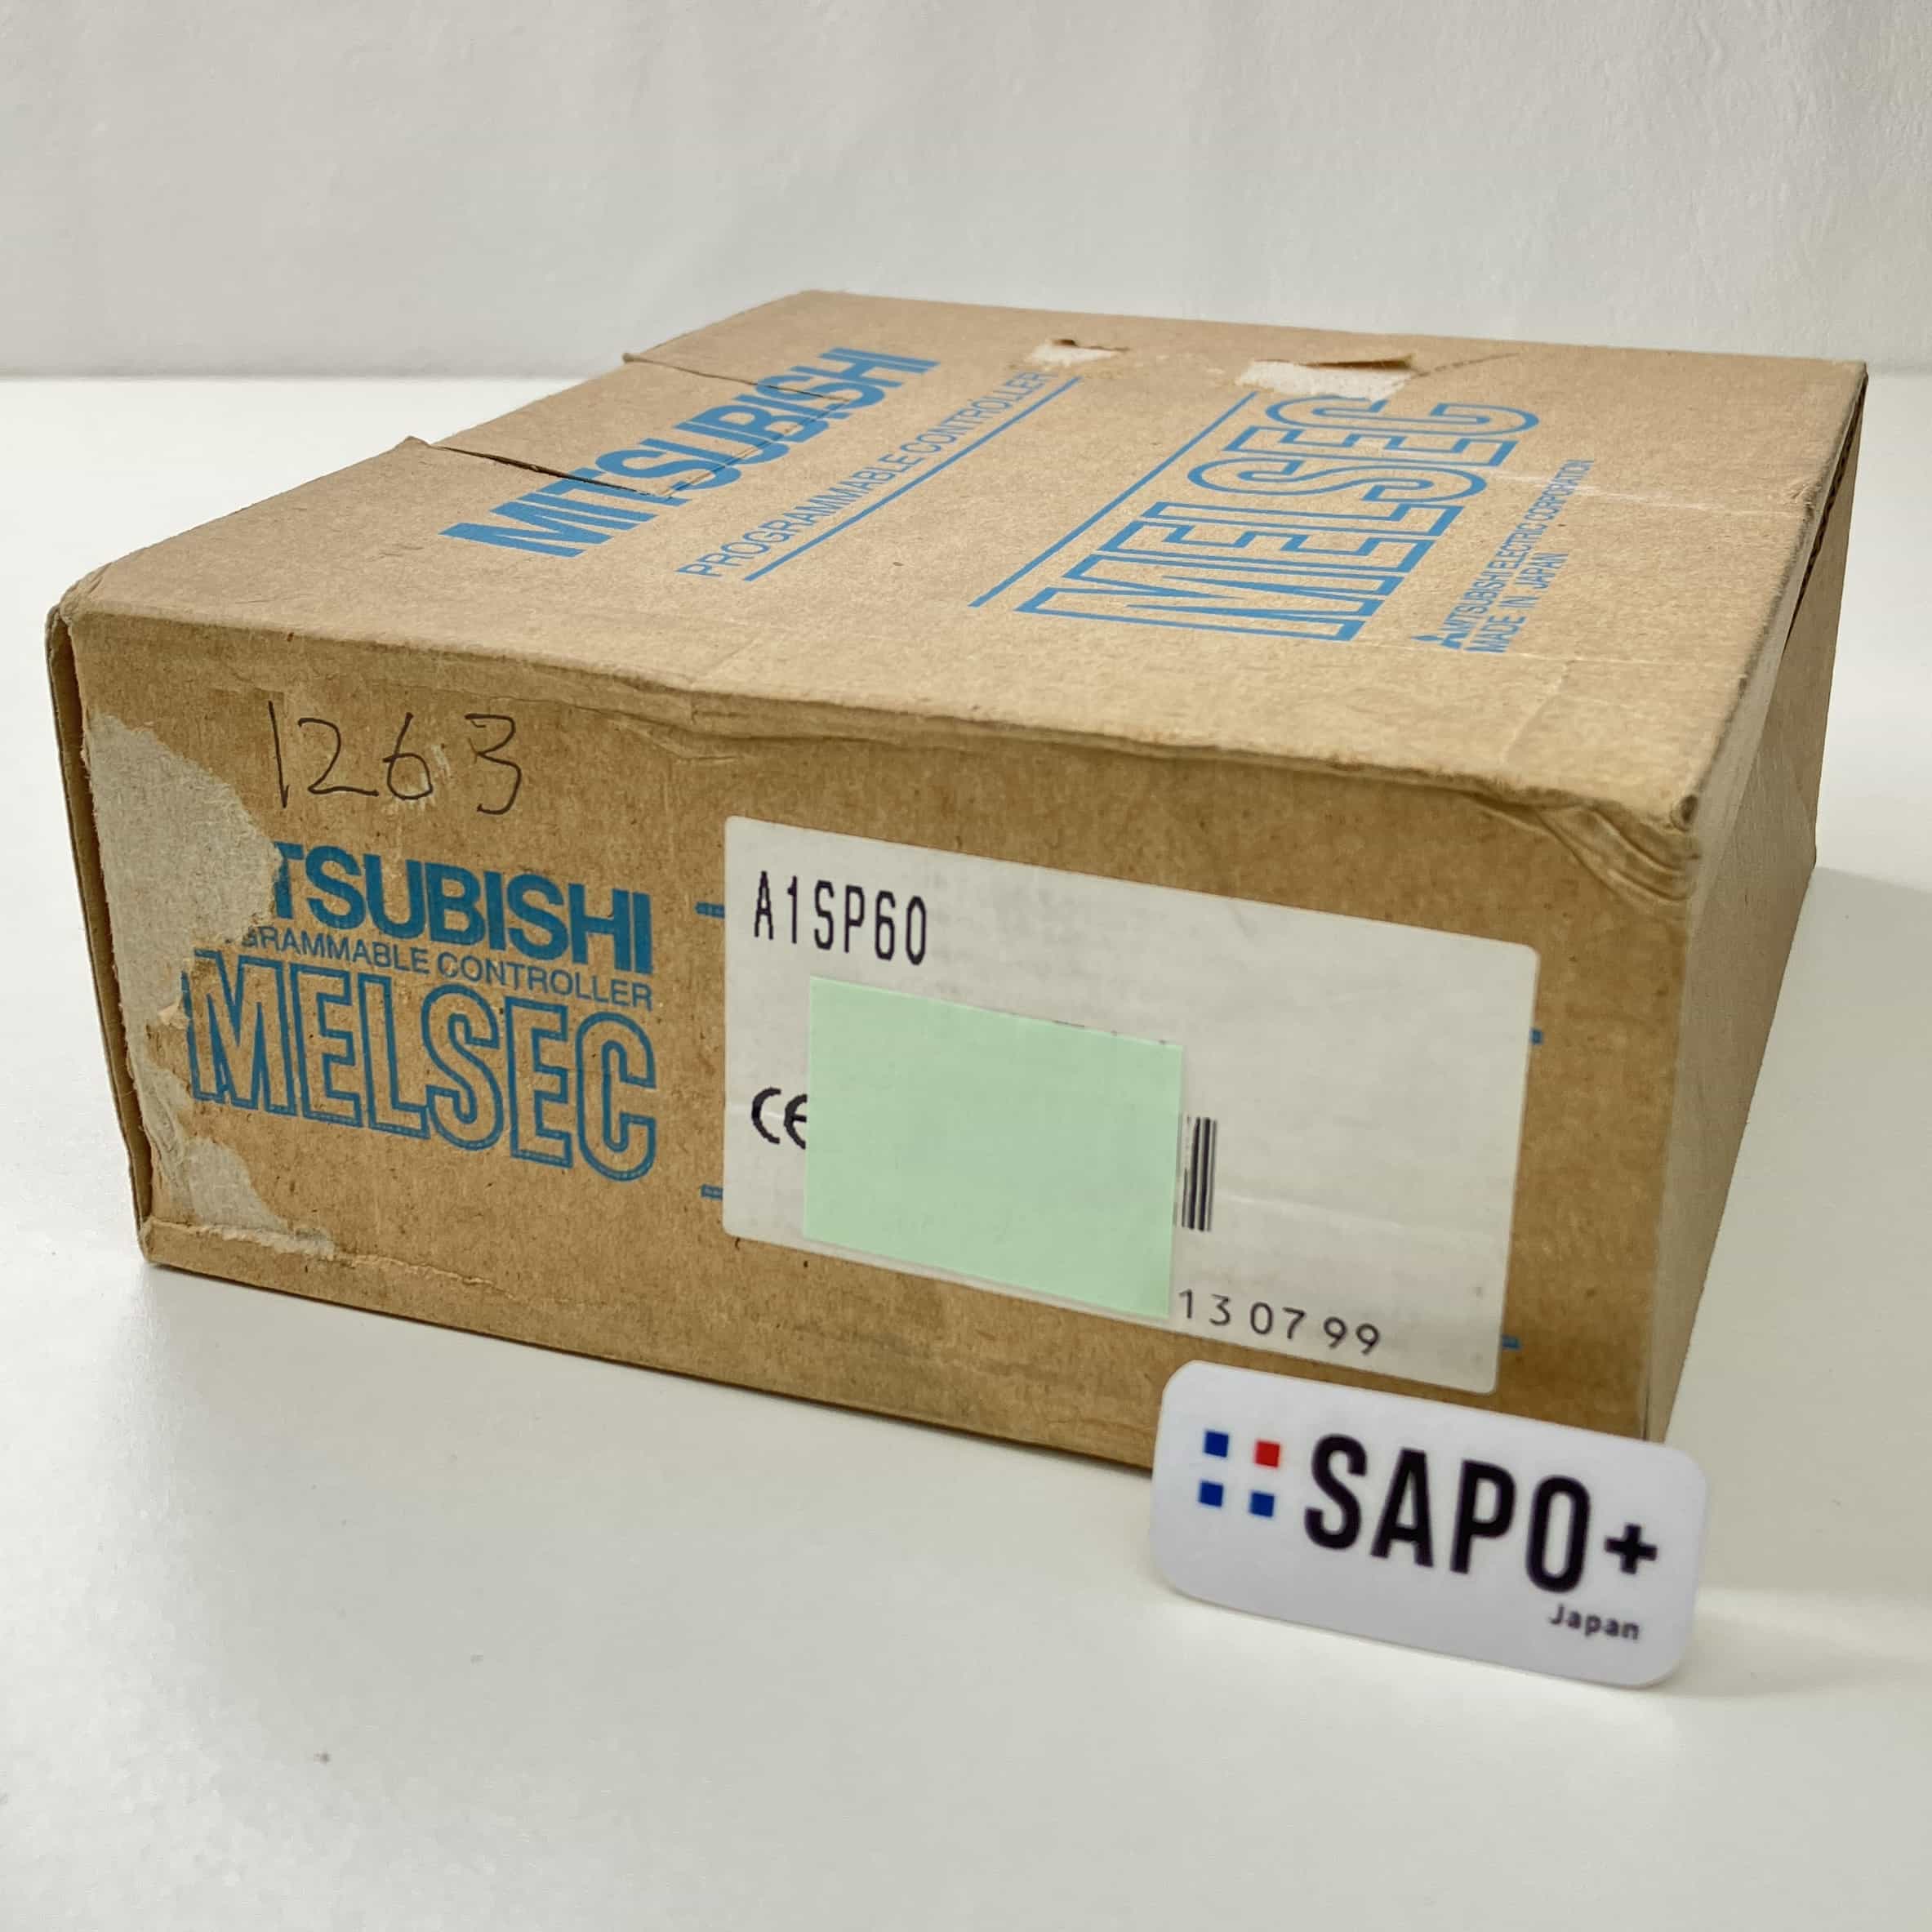 MITSUBISHI
PROGRAMMABLE CONTROLLER
MELSEC
MITSUBISHI ELECTRIC CORPORATION
MADE IN JAPAN
1263
TSUBISHI
GRAMMABLE CONTROLLER
MELSEC
A1SP60
CE
130799
SAPO+
Japan